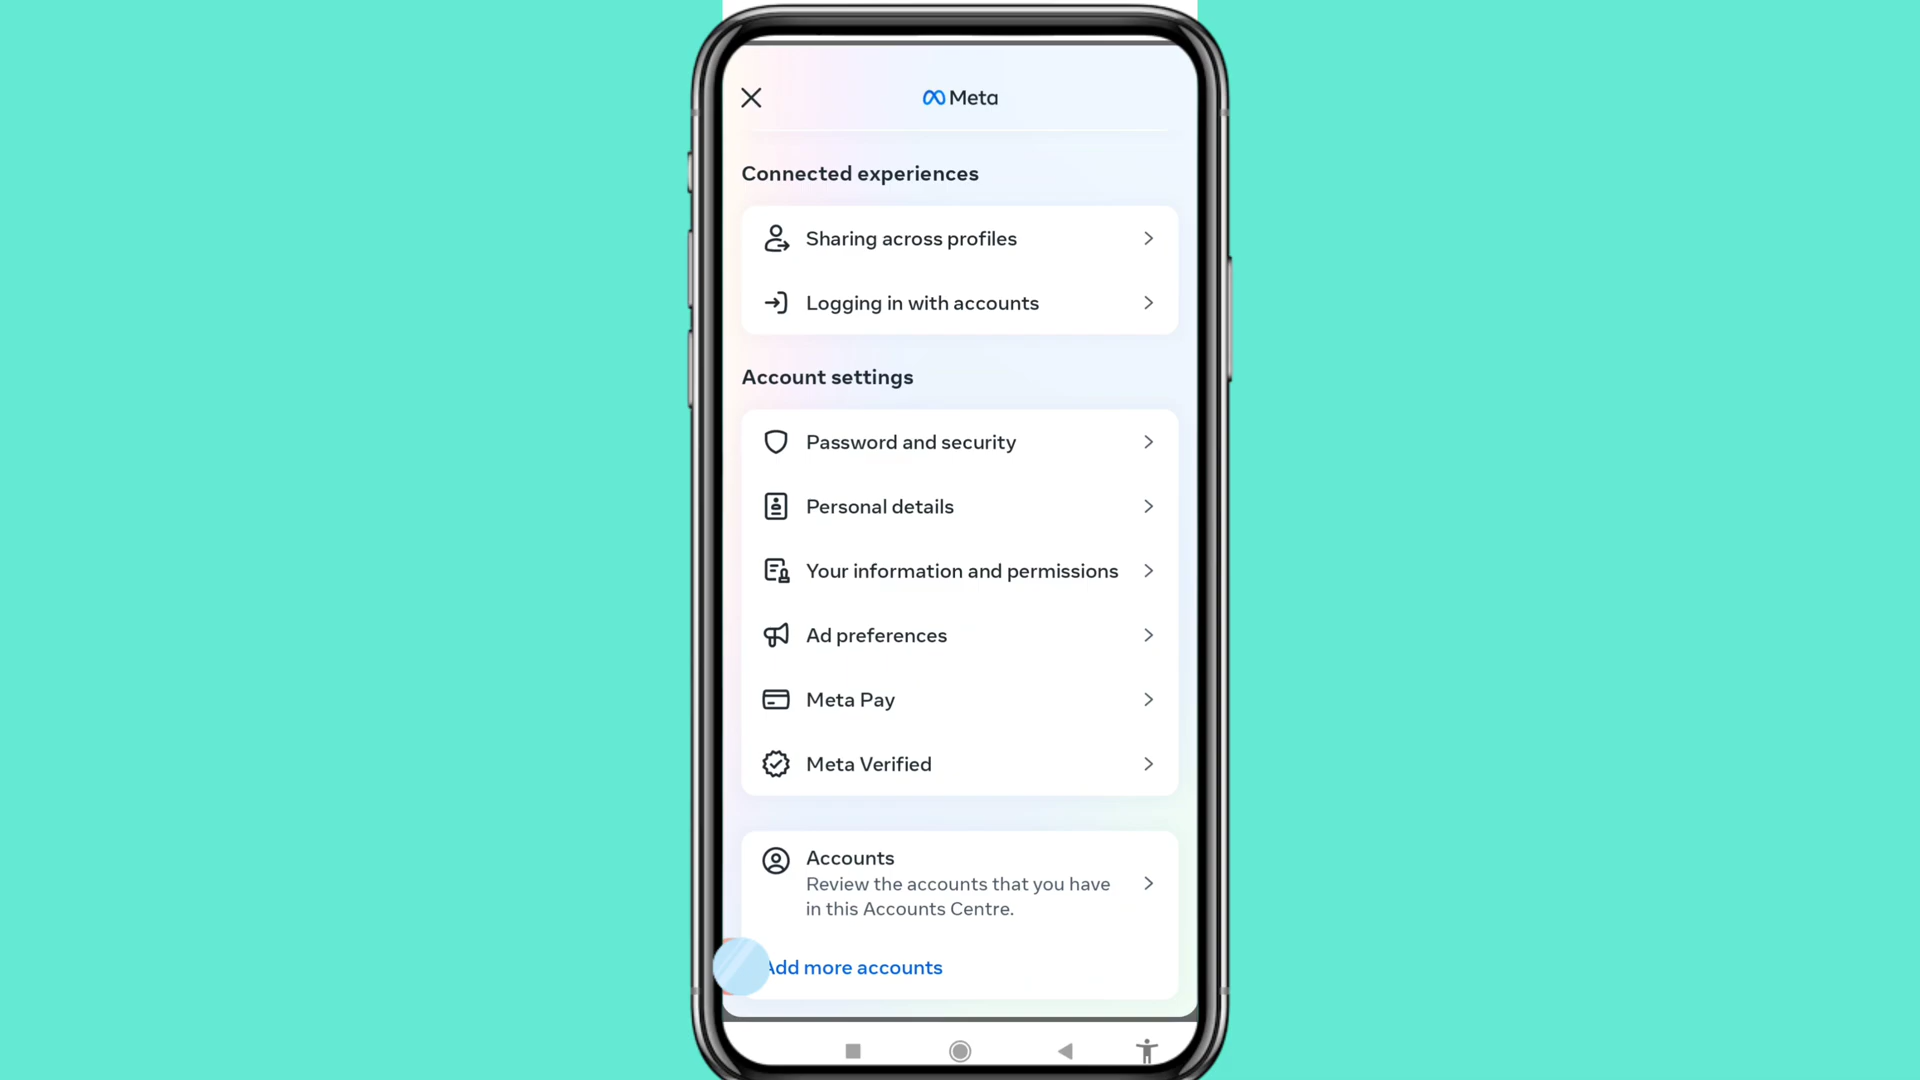 Meta
Connected experiences
Sharing across profiles
Logging in with accounts
Account settings
Password and security
Personal details
Your information and permissions
Ad preferences
Meta Pay
Meta Verified
Accounts
Review the accounts that you have
in this Accounts Centre.
Add more accounts